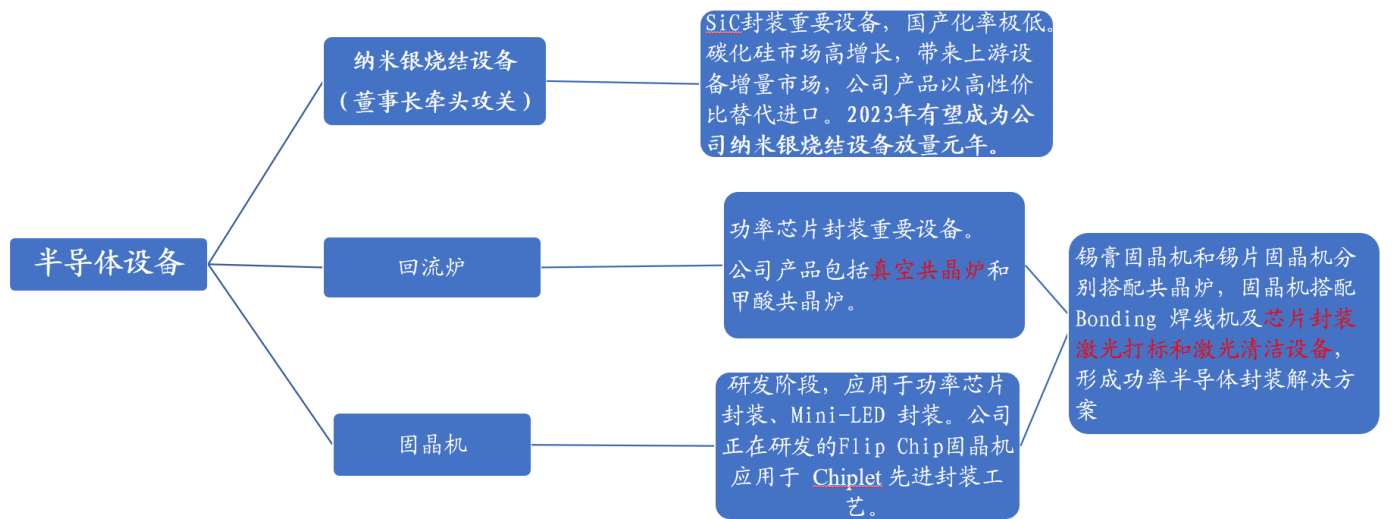 半导体设备
纳米银烧结设备
（董事长牵头攻关）
SiC封装重要设备，国产化率极低。
碳化硅市场高增长，带来上游设
备增量市场，公司产品以高性价
比替代进口。2023年有望成为公
司纳米银烧结设备放量元年。
回流炉
功率芯片封装重要设备。
公司产品包括真空共晶炉和
甲酸共晶炉。
固晶机
研发阶段，应用于功率芯片
封装、Mini-LED 封装。公司
正在研发的Flip Chip固晶机
应用于 Chiplet 先进封装工
艺。
锡膏固晶机和锡片固晶机分
别搭配共晶炉，固晶机搭配
Bonding 焊线机及芯片封装
激光打标和激光清洁设备，
形成功率半导体封装解决方
案